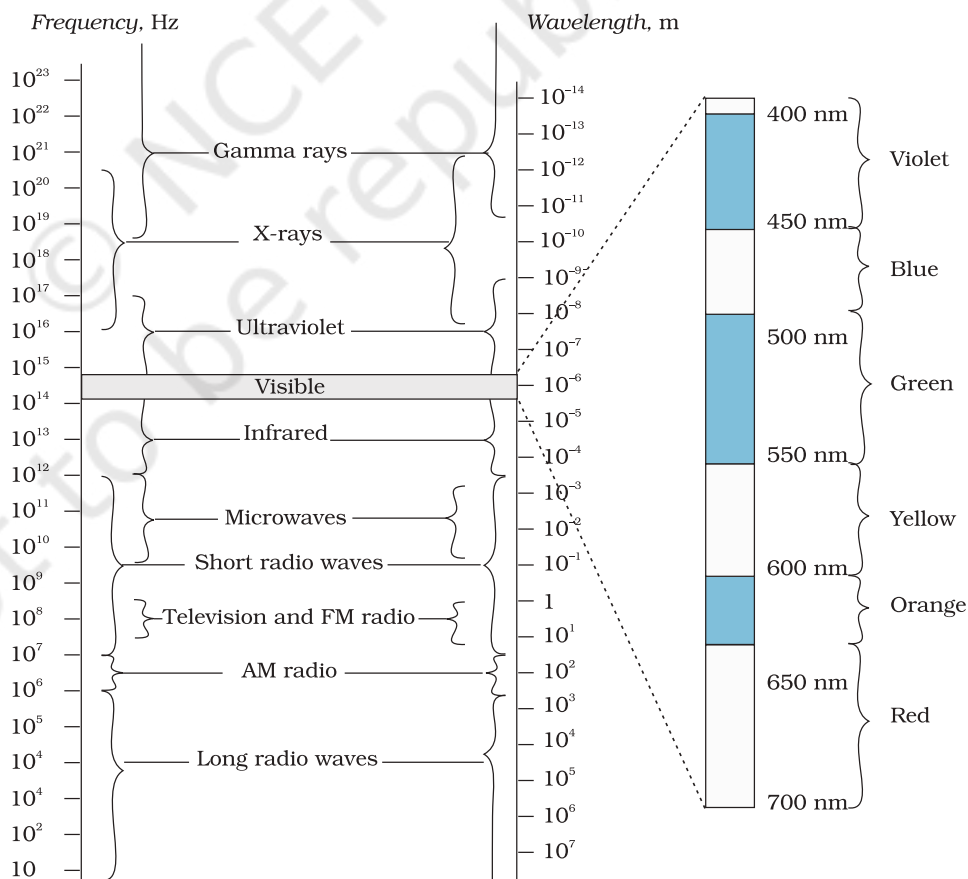 Frequency, Hz
Wavelength, m
10²³
10²²
10²¹
10²⁰
10¹⁹
10¹⁸
10¹⁷
10¹⁶
10¹⁵
10¹⁴
10¹³
10¹²
10¹¹
10¹⁰
10⁹
10⁸
10⁷
10⁶
10⁵
10⁴
10⁴
10²
10
Gamma rays
X-rays
Ultraviolet
Visible
Infrared
Microwaves
Short radio waves
Television and FM radio
AM radio
Long radio waves
10⁻¹⁴
10⁻¹³
10⁻¹²
10⁻¹¹
10⁻¹⁰
10⁻⁹
10⁻⁸
10⁻⁷
10⁻⁶
10⁻⁵
10⁻⁴
10⁻³
10⁻²
10⁻¹
1
10¹
10²
10³
10⁴
10⁵
10⁶
10⁷
400 nm
450 nm
500 nm
550 nm
600 nm
650 nm
700 nm
Violet
Blue
Green
Yellow
Orange
Red
© NCE
t to be repub